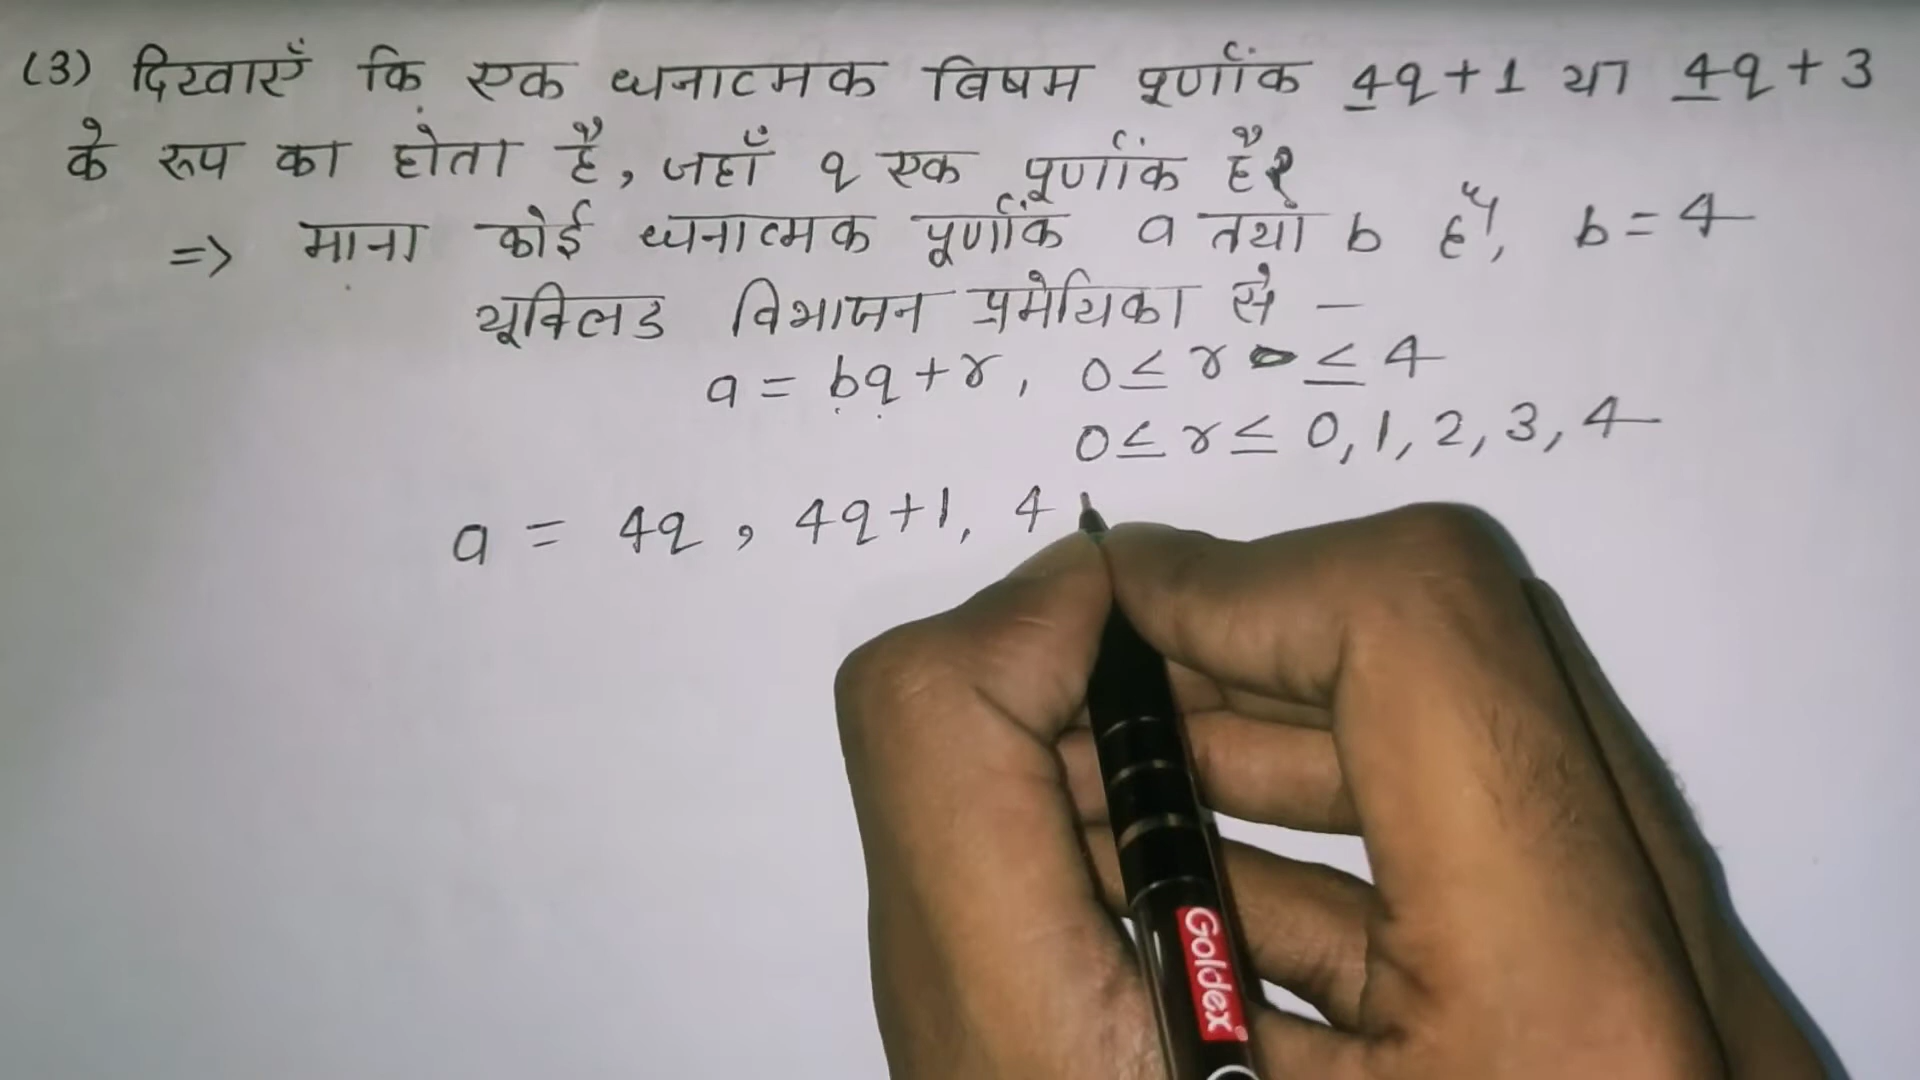 (3) दिखाएँ कि एक धनात्मक विषम पूर्णांक 4q+1 या 4q+3
के रूप का होता है, जहाँ q एक पूर्णांक है?
=> माना कोई धनात्मक पूर्णांक a तथा b हैं, b=4
यूक्लिड विभाजन प्रमेयिका से –
a = bq+r, 0≤ r ≤ 4
0≤ r ≤ 0,1,2,3,4
a = 4q, 4q+1, 4
Goldex